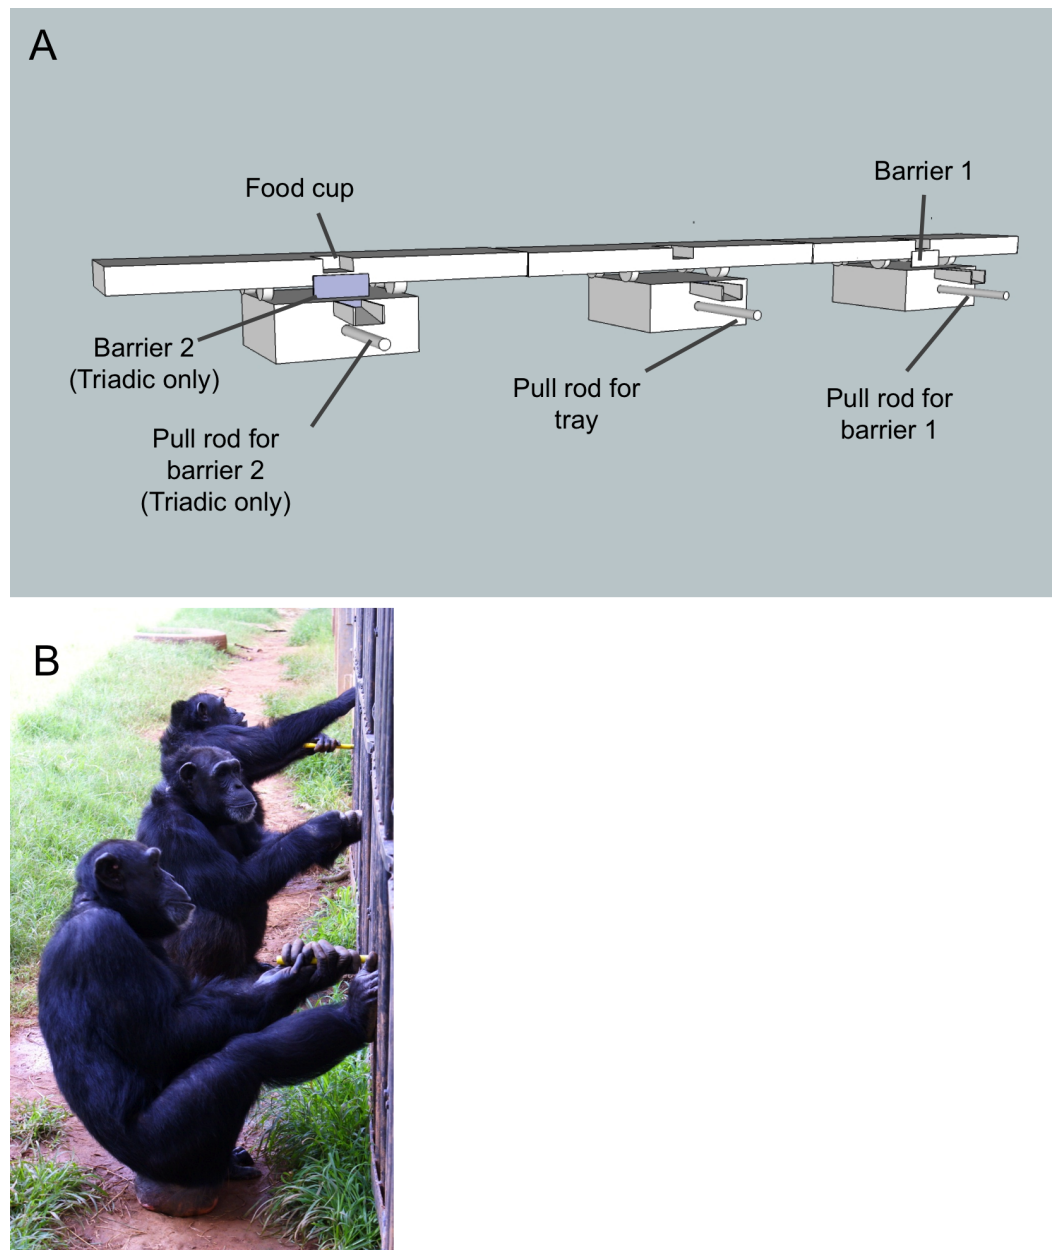 A
Food cup
Barrier 1
Barrier 2
(Triadic only)
Pull rod for
barrier 2
(Triadic only)
Pull rod for
tray
Pull rod for
barrier 1
B